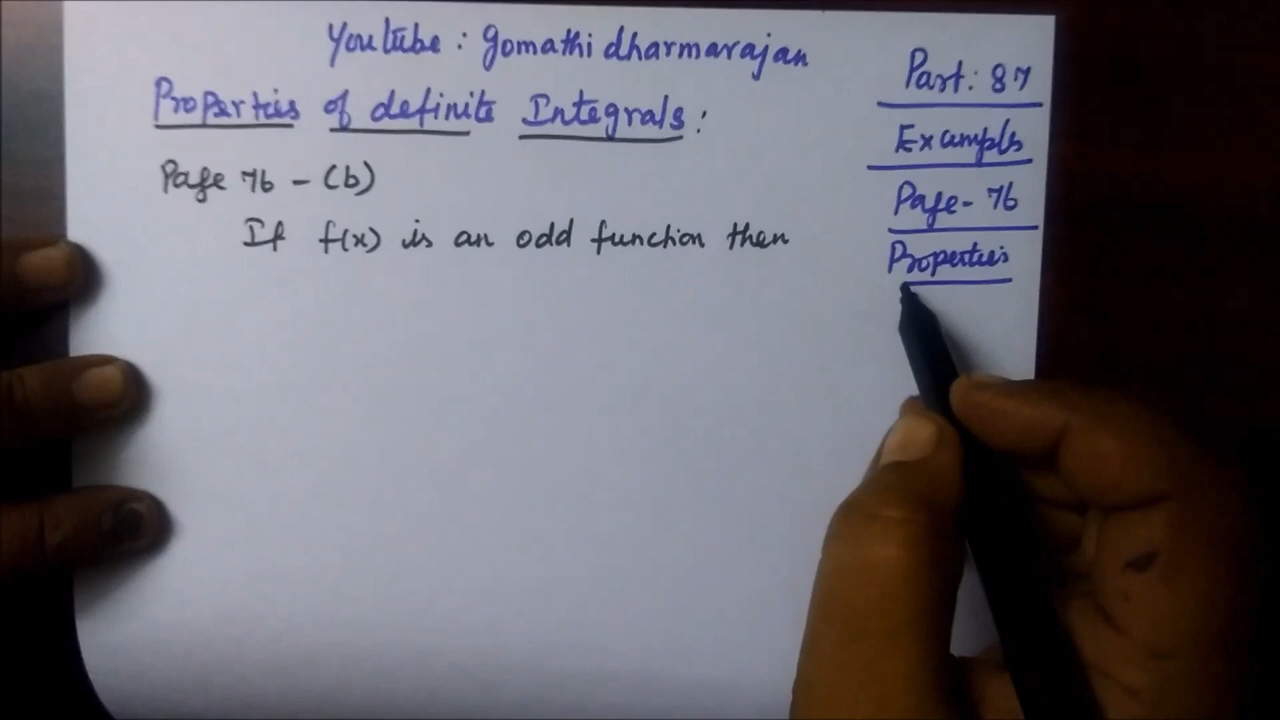 Youtube : gomathi dharmarajan
Properties of definite Integrals :
Page 76 - (b)
If f(x) is an odd function then
Part : 87
Examples
Page - 76
Properties